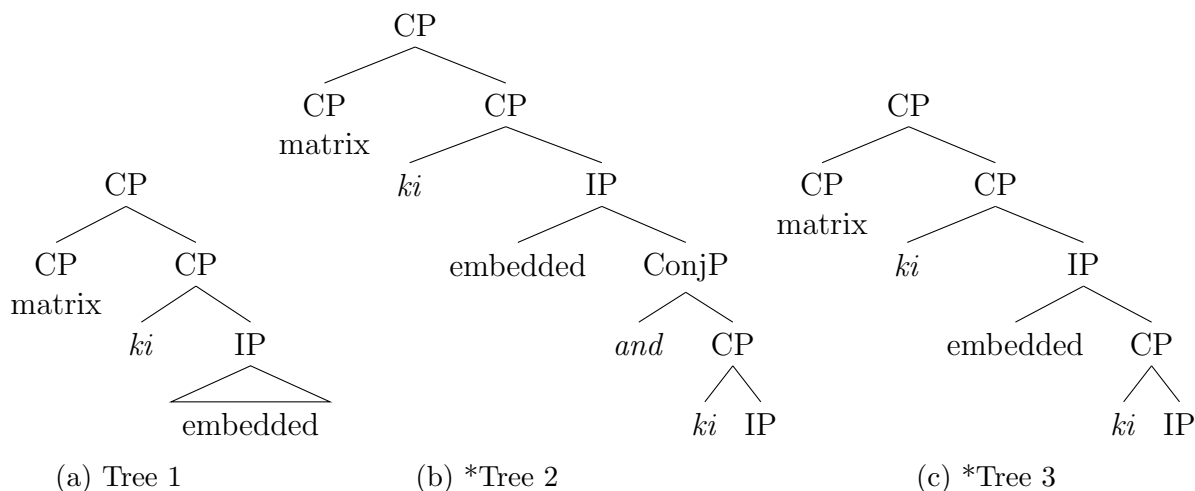 CP
CP CP
matrix
ki IP
embedded
(a) Tree 1
CP
CP CP
matrix
ki IP
embedded ConjP
and CP
ki IP
(b) *Tree 2
CP
CP CP
matrix
ki IP
embedded CP
ki IP
(c) *Tree 3